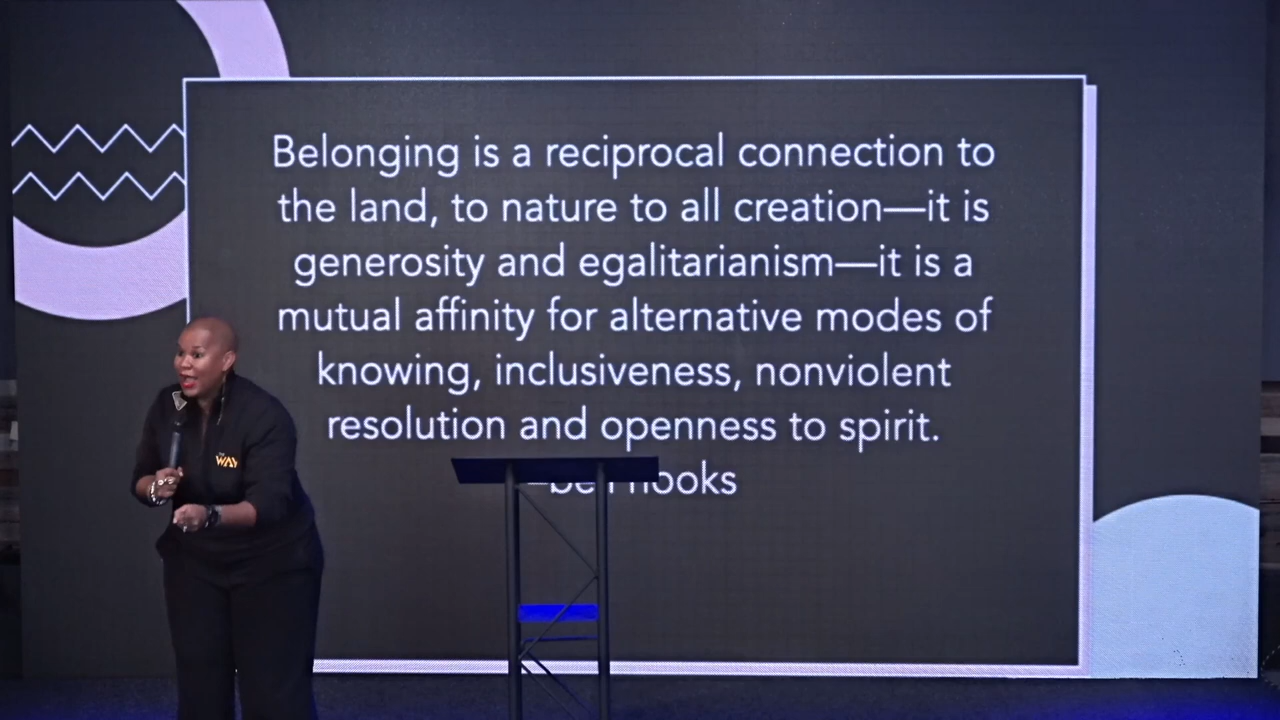 Belonging is a reciprocal connection to
the land, to nature to all creation—it is
generosity and egalitarianism—it is a
mutual affinity for alternative modes of
knowing, inclusiveness, nonviolent
resolution and openness to spirit.
hooks
WAY